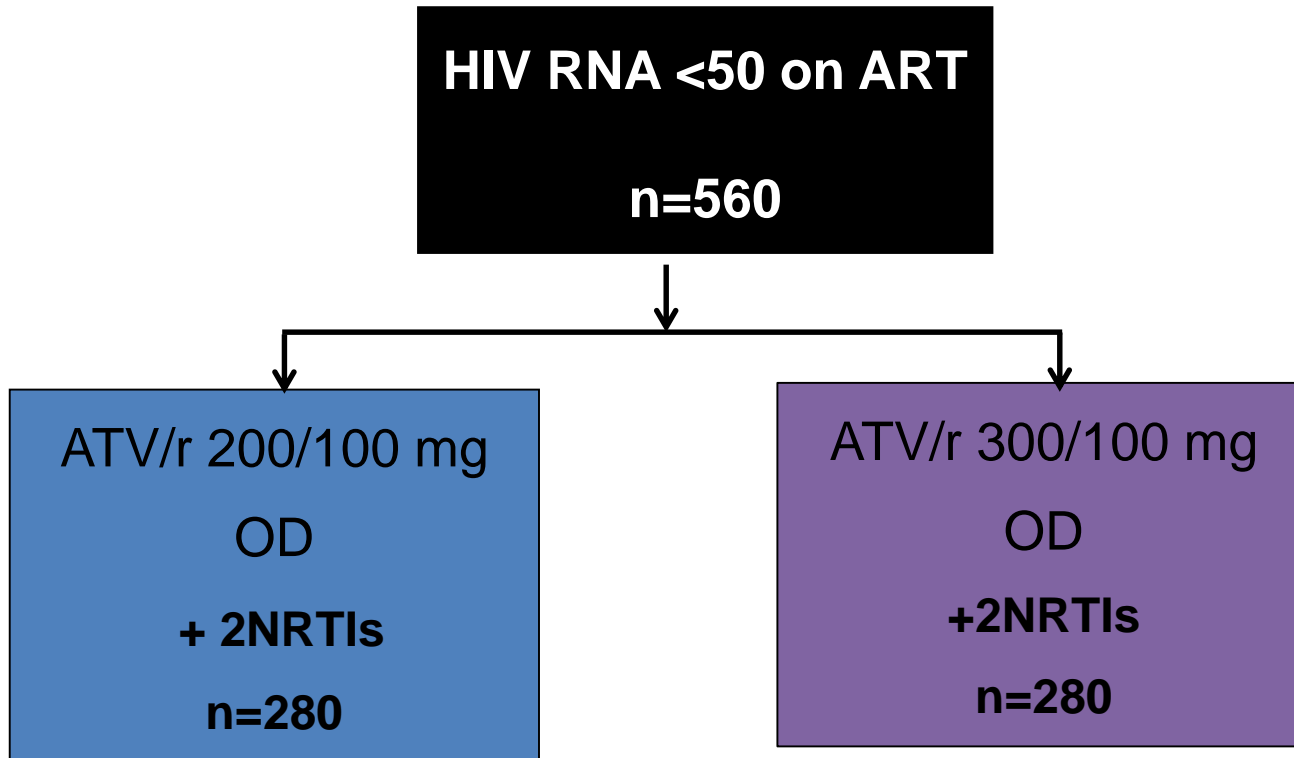 HIV RNA <50 on ART
n=560
ATV/r 200/100 mg
OD
+ 2NRTIs
n=280
ATV/r 300/100 mg
OD
+2NRTIs
n=280